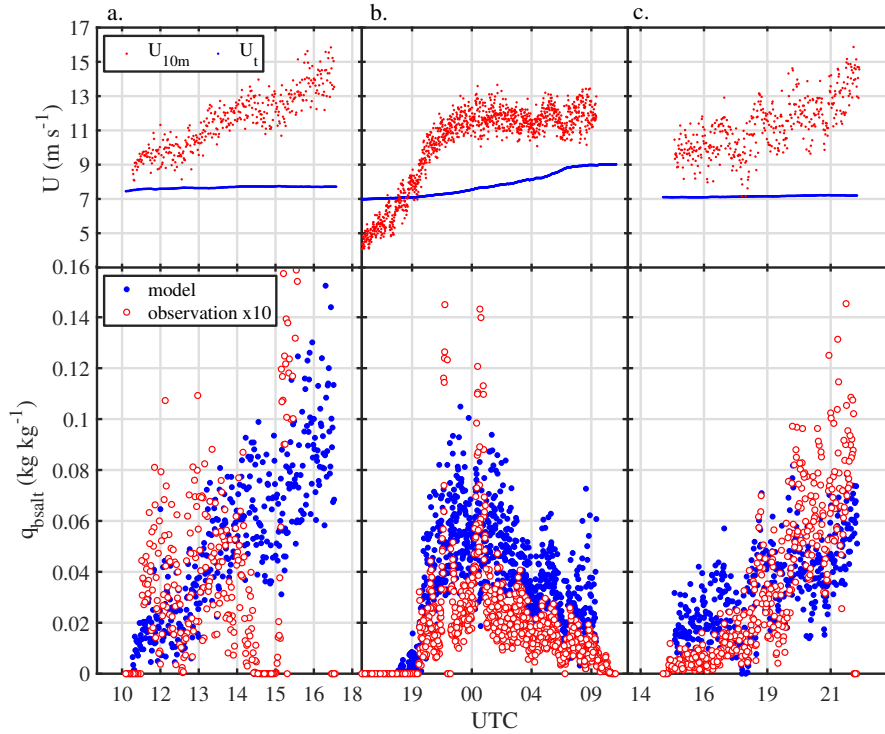 a. b. c.
17
15
13
11
9
7
5
U (m s-1)
U10m Ut
0.16
0.14
0.12
0.1
0.08
0.06
0.04
0.02
0
qbsalt (kg kg-1)
model
observation x10
10 12 13 14 15 16 18 19 00 04 09 14 16 19 21
UTC